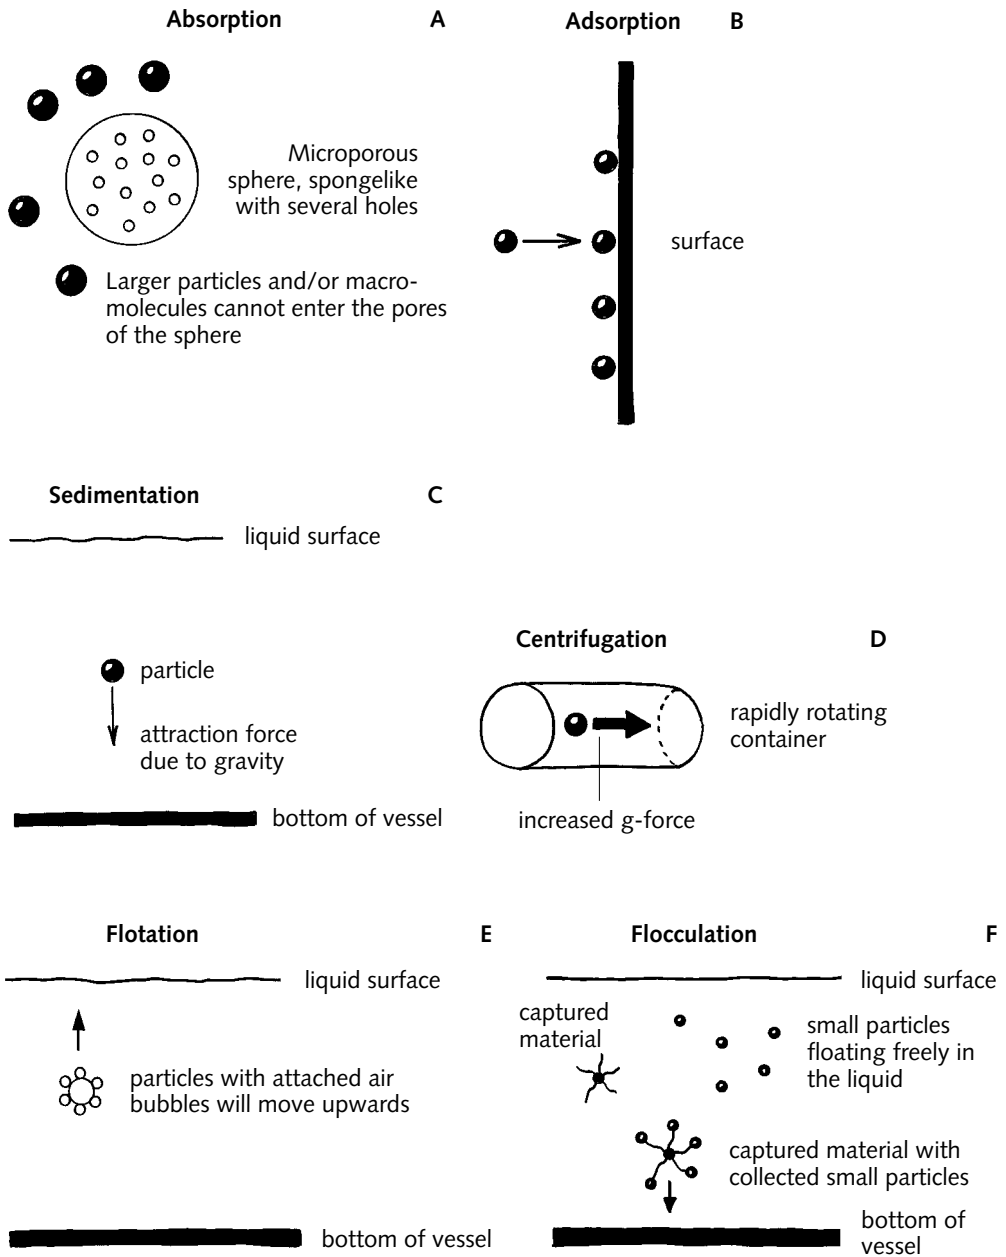 Absorption A
Microporous
sphere, spongelike
with several holes
Larger particles and/or macro-
molecules cannot enter the pores
of the sphere
Adsorption B
surface
Sedimentation C
liquid surface
particle
attraction force
due to gravity
bottom of vessel
Centrifugation D
rapidly rotating
container
increased g-force
Flotation E
liquid surface
particles with attached air
bubbles will move upwards
bottom of vessel
Flocculation F
liquid surface
captured
material
small particles
floating freely in
the liquid
captured material with
collected small particles
bottom of
vessel